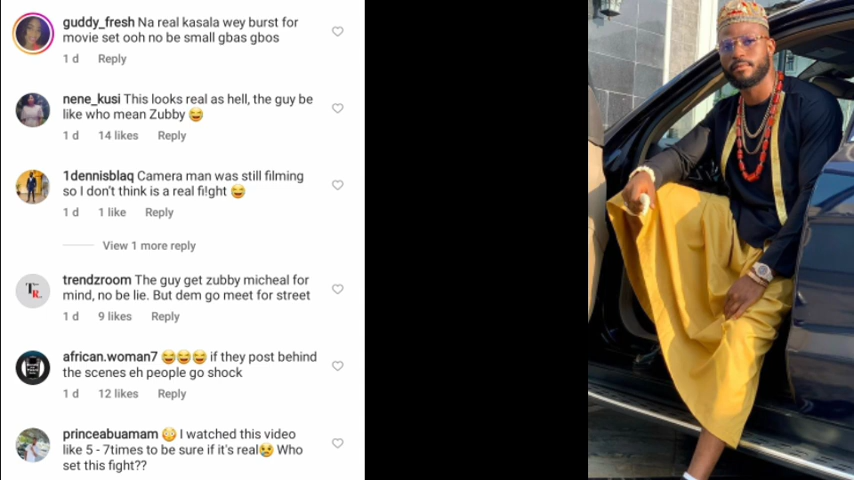 guddy_fresh Na real kasala wey burst for
movie set ooh no be small gbas gbos
1 d Reply
nene_kusi This looks real as hell, the guy be
like who mean Zubby 😂
1 d 14 likes Reply
1dennisblaq Camera man was still filming
so I don't think is a real fi!ght 😂
1 d 1 like Reply
View 1 more reply
trendzroom The guy get zubby micheal for
mind, no be lie. But dem go meet for street
1 d 9 likes Reply
TR
african.woman7 😂😂😂 if they post behind
the scenes eh people go shock
1 d 12 likes Reply
princeabuamam 😳 I watched this video
like 5 - 7times to be sure if it's real😢 Who
set this fight??